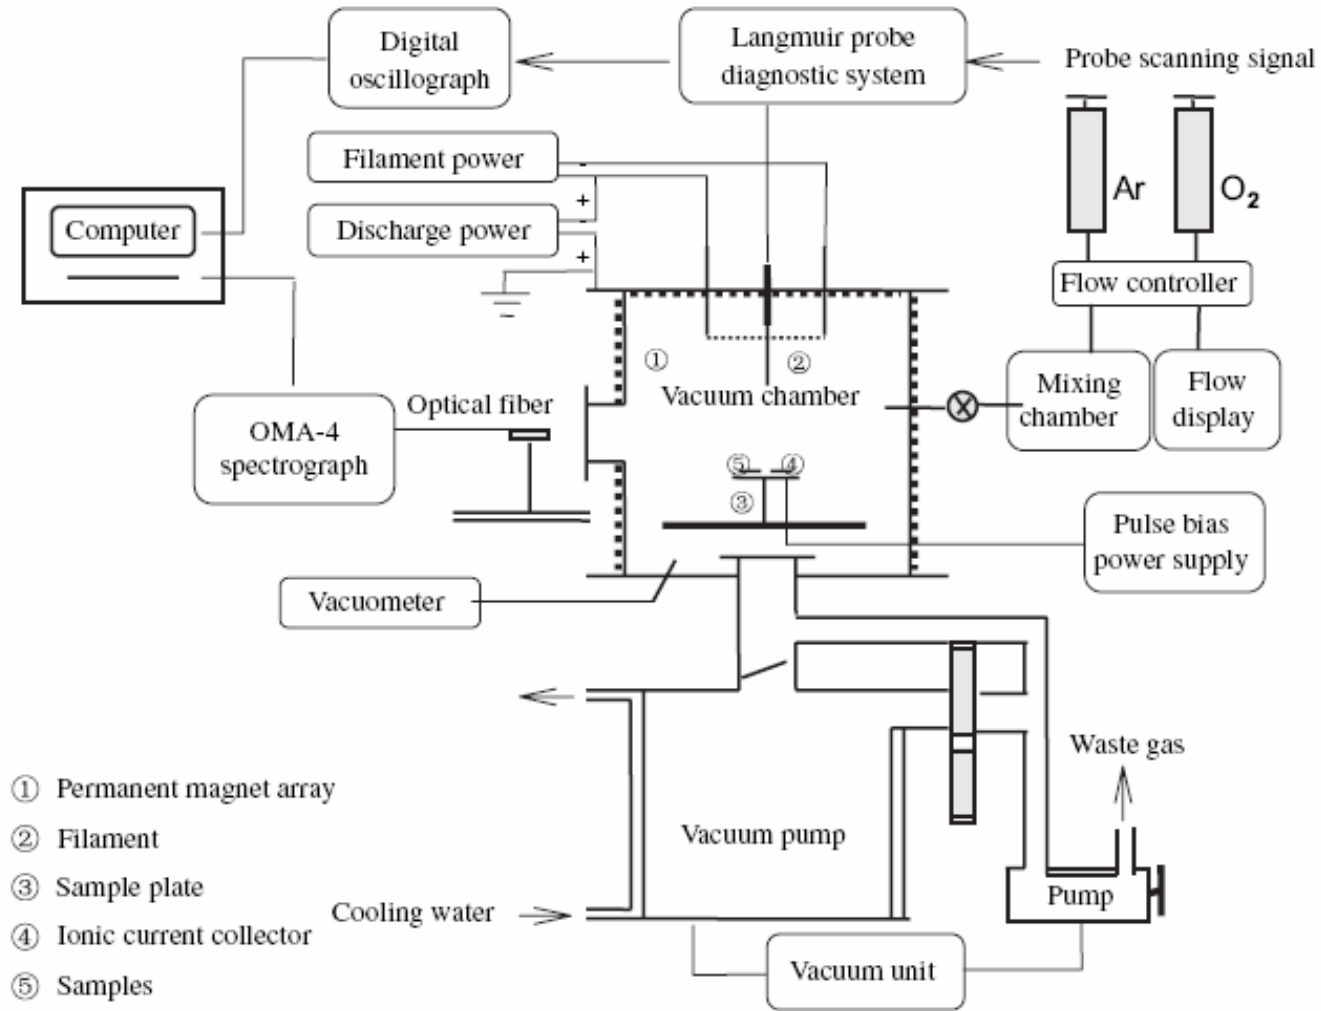 Digital
oscillograph
Langmuir probe
diagnostic system
Probe scanning signal
Filament power
-
+
Discharge power
-
+
Computer
Ar
O₂
Flow controller
①
②
Vacuum chamber
Mixing
chamber
Flow
display
Optical fiber
OMA-4
spectrograph
⑤
④
③
Pulse bias
power supply
Vacuometer
Waste gas
① Permanent magnet array
② Filament
③ Sample plate
④ Ionic current collector
⑤ Samples
Vacuum pump
Cooling water
Pump
Vacuum unit